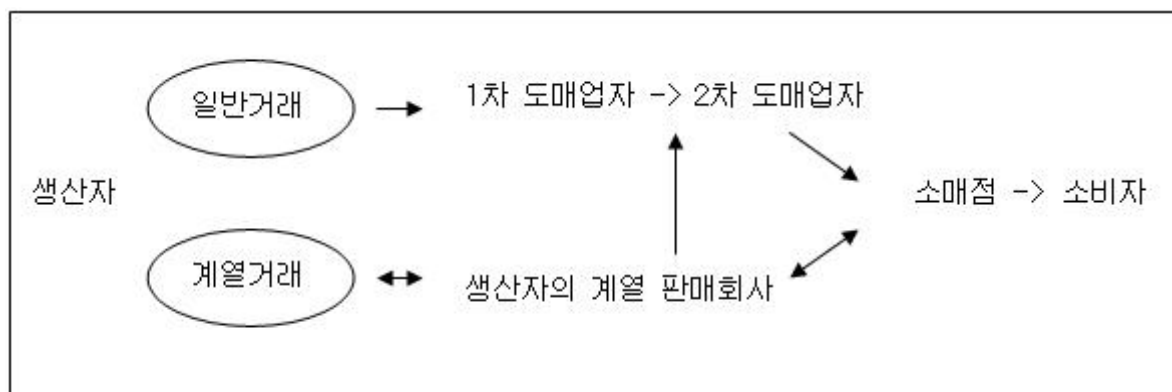 일반거래
1차 도매업자 -> 2차 도매업자
생산자
소매점 -> 소비자
계열거래
생산자의 계열 판매회사